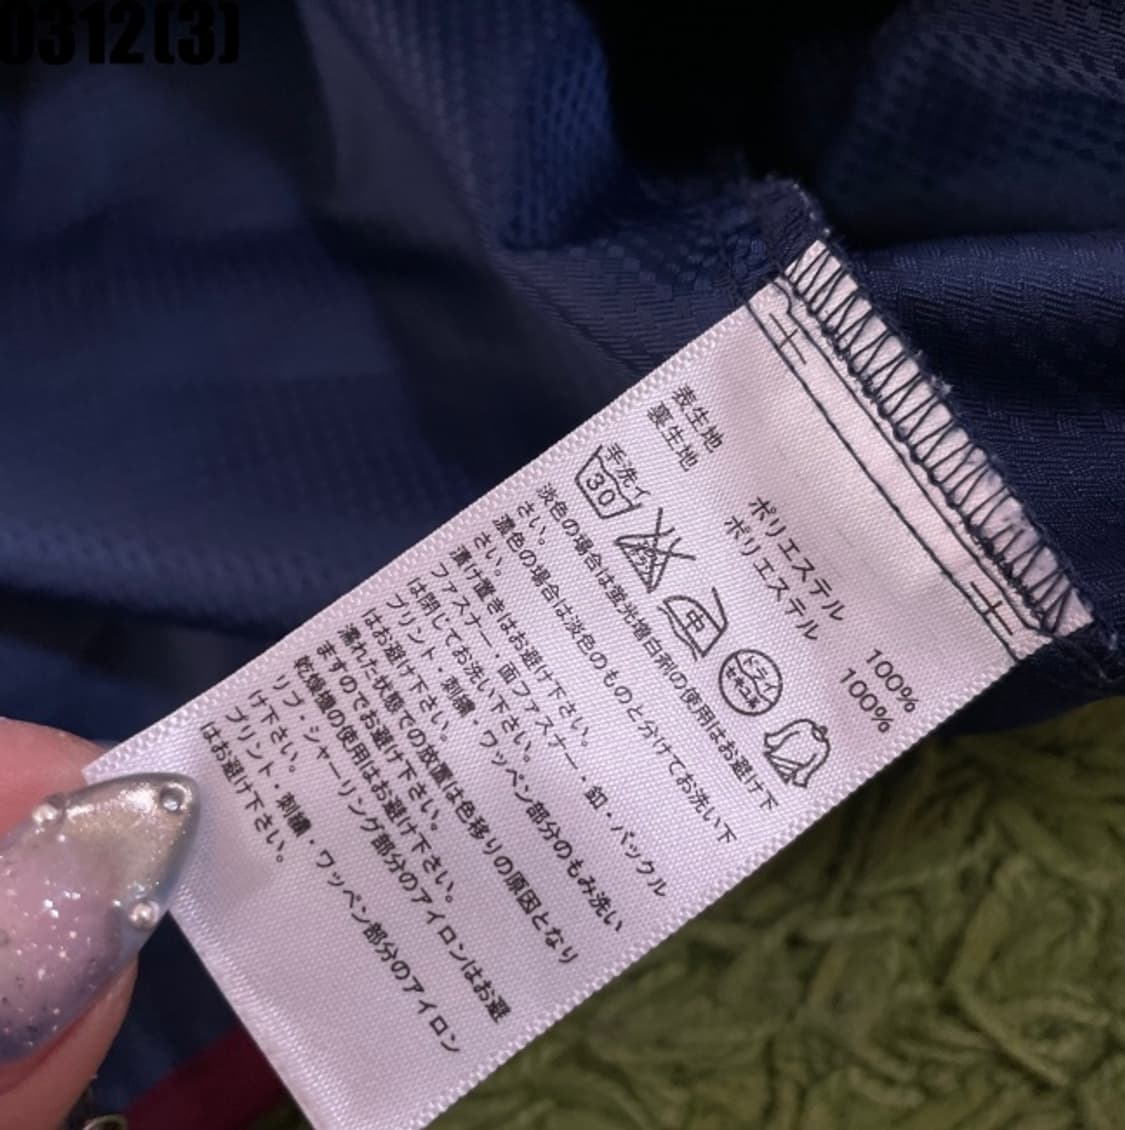 0312(3)
表生地 ポリエステル 100%
裏生地 ポリエステル 100%
手洗イ
30
中
ドライ
セキユ系
淡色の場合は蛍光増白剤の使用はお避け下
さい。
濃色の場合は淡色のものと分けてお洗い下
さい。
漬け置きはお避け下さい。
ファスナー・面ファスナー・釦・バックル
は閉じてお洗い下さい。
プリント・刺繍・ワッペン部分のもみ洗い
はお避け下さい。
濡れた状態での放置は色移りの原因となり
ますのでお避け下さい。
乾燥機の使用はお避け下さい。
リブ・シャーリング部分のアイロンはお避
け下さい。
プリント・刺繍・ワッペン部分のアイロン
はお避け下さい。